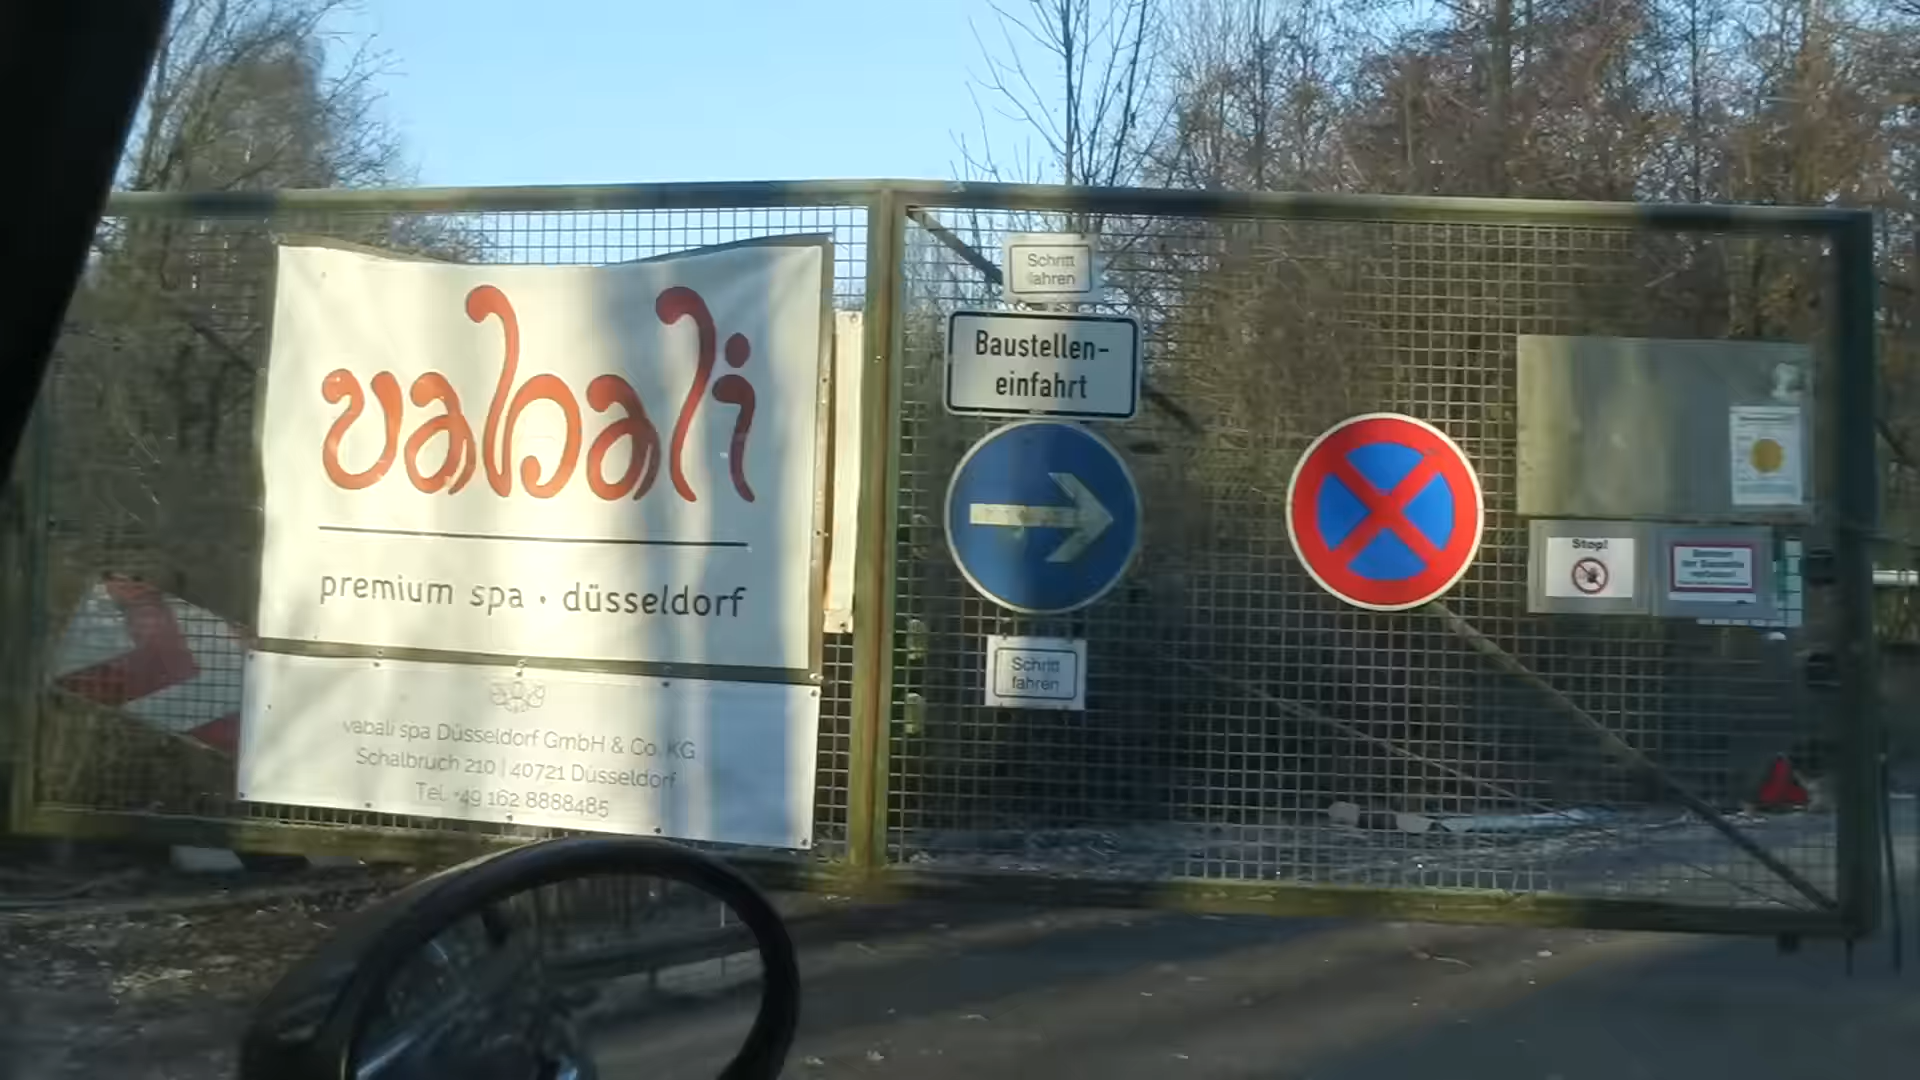 vabali
premium spa • düsseldorf
vabali spa Düsseldorf GmbH & Co. KG
Schalbruch 210 | 40721 Düsseldorf
Tel. +49 162 8888485
Schritt
fahren
Baustellen-
einfahrt
Schritt
fahren
Stop!